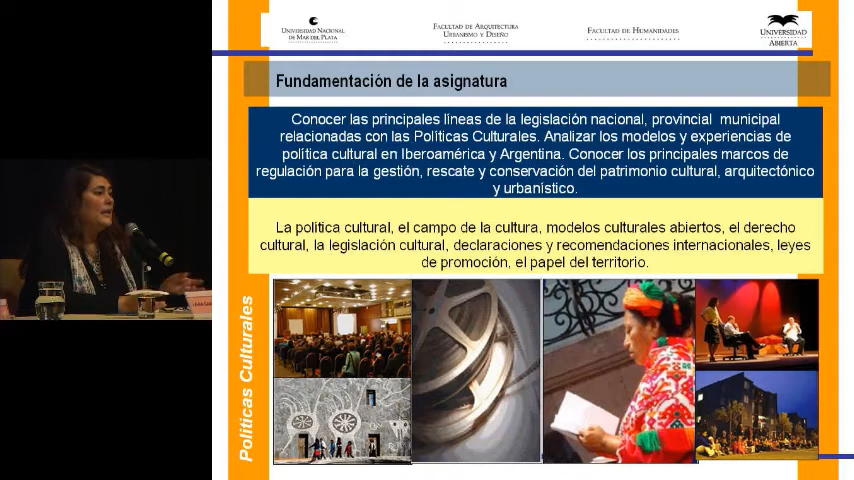 UNIVERSIDAD NACIONAL
DE MAR DEL PLATA
FACULTAD DE ARQUITECTURA
URBANISMO Y DISEÑO
FACULTAD DE HUMANIDADES
UNIVERSIDAD
ABIERTA
Fundamentación de la asignatura
Conocer las principales líneas de la legislación nacional, provincial municipal
relacionadas con las Políticas Culturales. Analizar los modelos y experiencias de
política cultural en Iberoamérica y Argentina. Conocer los principales marcos de
regulación para la gestión, rescate y conservación del patrimonio cultural, arquitectónico
y urbanístico.
La política cultural, el campo de la cultura, modelos culturales abiertos, el derecho
cultural, la legislación cultural, declaraciones y recomendaciones internacionales, leyes
de promoción, el papel del territorio.
Políticas Culturales